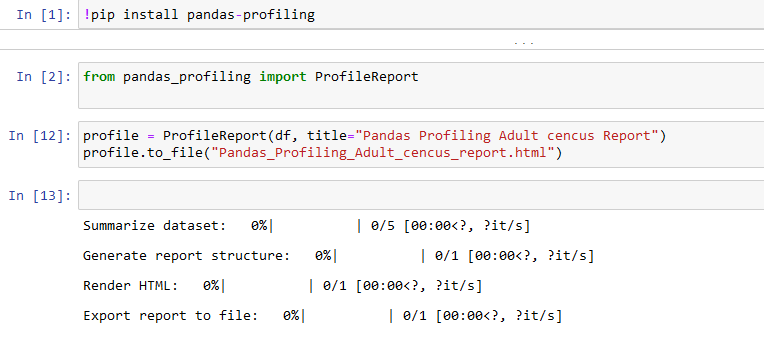 In [1]: !pip install pandas-profiling
...
In [2]: from pandas_profiling import ProfileReport
In [12]: profile = ProfileReport(df, title="Pandas Profiling Adult cencus Report")
profile.to_file("Pandas_Profiling_Adult_cencus_report.html")
In [13]:
Summarize dataset: 0%| | 0/5 [00:00<?, ?it/s]
Generate report structure: 0%| | 0/1 [00:00<?, ?it/s]
Render HTML: 0%| | 0/1 [00:00<?, ?it/s]
Export report to file: 0%| | 0/1 [00:00<?, ?it/s]